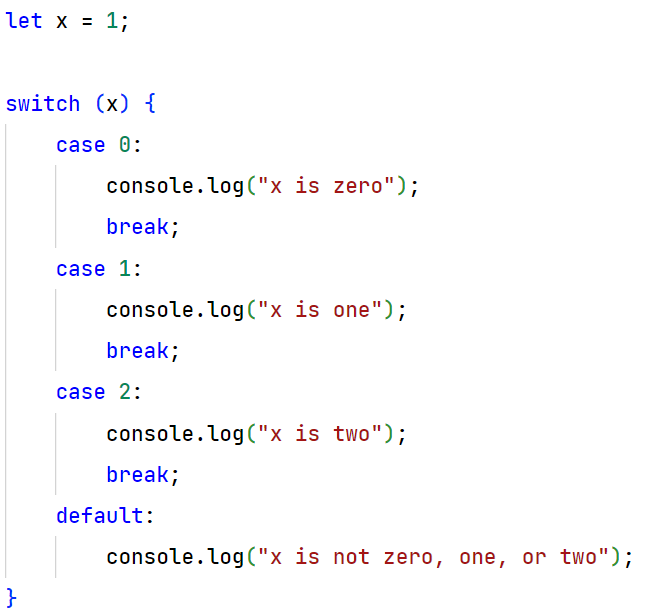 let x = 1;

switch (x) {
    case 0:
        console.log("x is zero");
        break;
    case 1:
        console.log("x is one");
        break;
    case 2:
        console.log("x is two");
        break;
    default:
        console.log("x is not zero, one, or two");
}